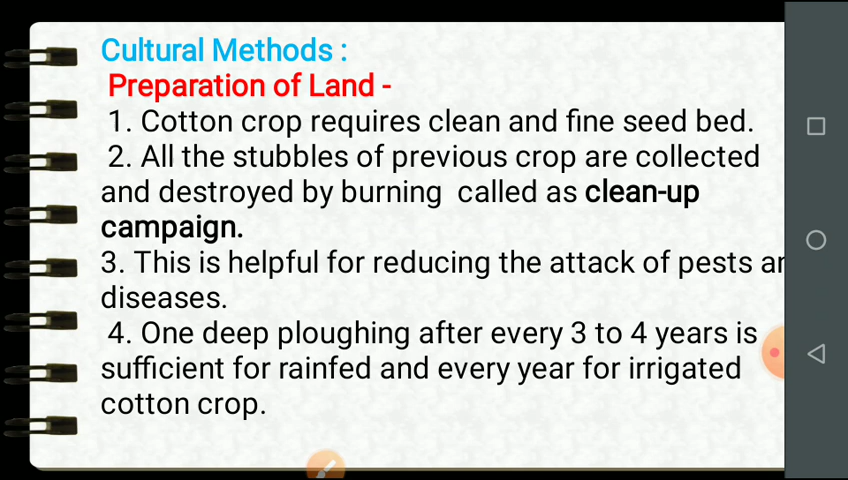 Cultural Methods :
Preparation of Land -
1. Cotton crop requires clean and fine seed bed.
2. All the stubbles of previous crop are collected
and destroyed by burning called as clean-up
campaign.
3. This is helpful for reducing the attack of pests
diseases.
4. One deep ploughing after every 3 to 4 years is
sufficient for rainfed and every year for irrigated
cotton crop.